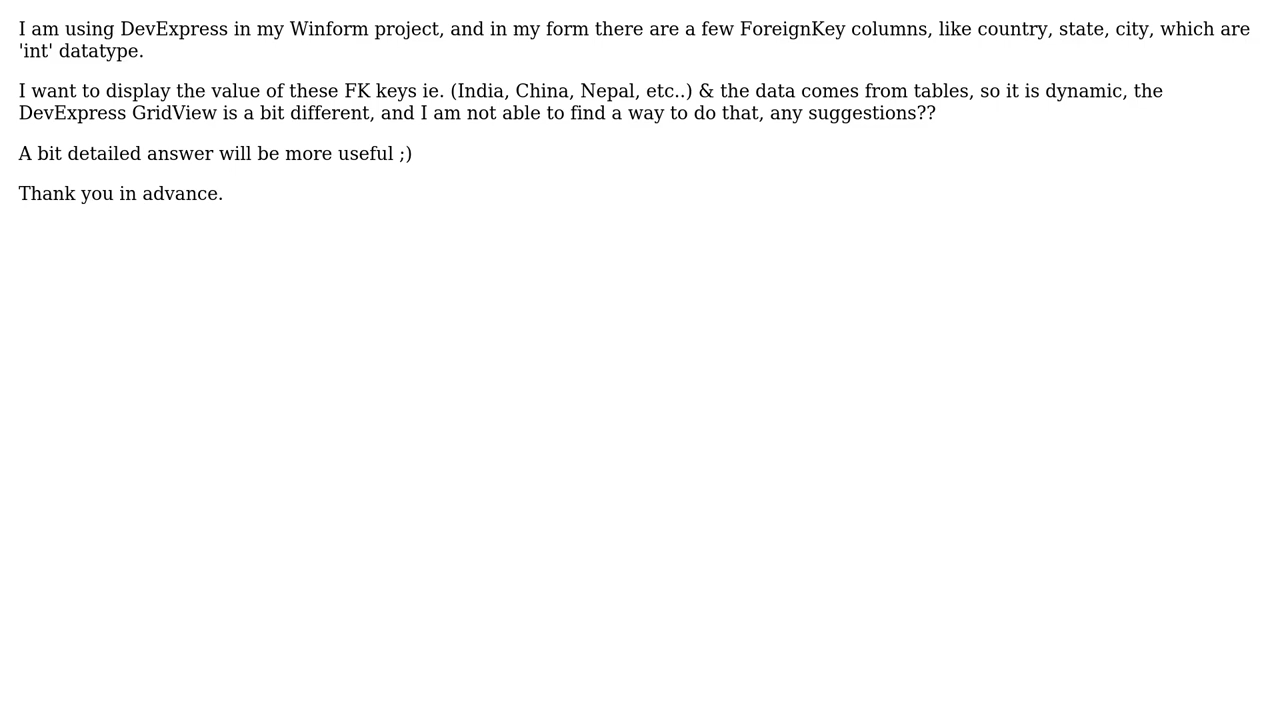 I am using DevExpress in my Winform project, and in my form there are a few ForeignKey columns, like country, state, city, which are
'int' datatype.
I want to display the value of these FK keys ie. (India, China, Nepal, etc..) & the data comes from tables, so it is dynamic, the
DevExpress GridView is a bit different, and I am not able to find a way to do that, any suggestions??
A bit detailed answer will be more useful ;)
Thank you in advance.